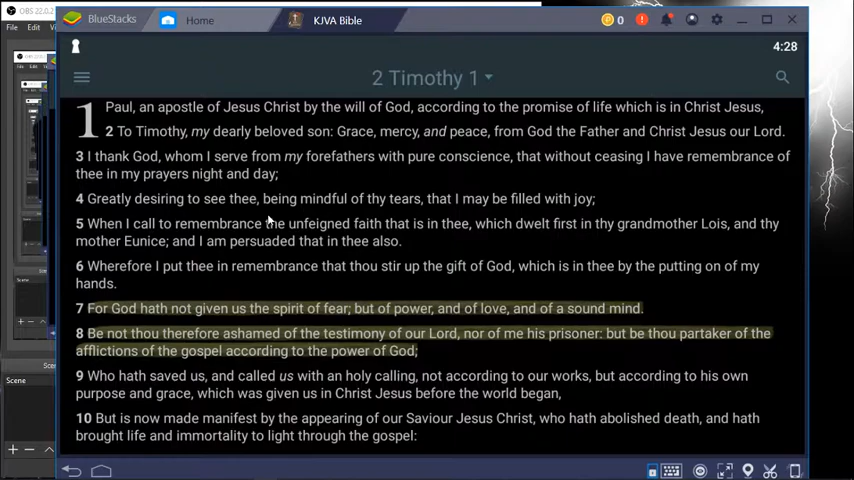 OBS 22.0.2
File Edit
BlueStacks Home KJVA Bible 0
4:28
2 Timothy 1
1 Paul, an apostle of Jesus Christ by the will of God, according to the promise of life which is in Christ Jesus,
2 To Timothy, my dearly beloved son: Grace, mercy, and peace, from God the Father and Christ Jesus our Lord.
3 I thank God, whom I serve from my forefathers with pure conscience, that without ceasing I have remembrance of
thee in my prayers night and day;
4 Greatly desiring to see thee, being mindful of thy tears, that I may be filled with joy;
5 When I call to remembrance the unfeigned faith that is in thee, which dwelt first in thy grandmother Lois, and thy
mother Eunice; and I am persuaded that in thee also.
6 Wherefore I put thee in remembrance that thou stir up the gift of God, which is in thee by the putting on of my
hands.
7 For God hath not given us the spirit of fear; but of power, and of love, and of a sound mind.
8 Be not thou therefore ashamed of the testimony of our Lord, nor of me his prisoner: but be thou partaker of the
afflictions of the gospel according to the power of God;
9 Who hath saved us, and called us with an holy calling, not according to our works, but according to his own
purpose and grace, which was given us in Christ Jesus before the world began,
10 But is now made manifest by the appearing of our Saviour Jesus Christ, who hath abolished death, and hath
brought life and immortality to light through the gospel:
Scene